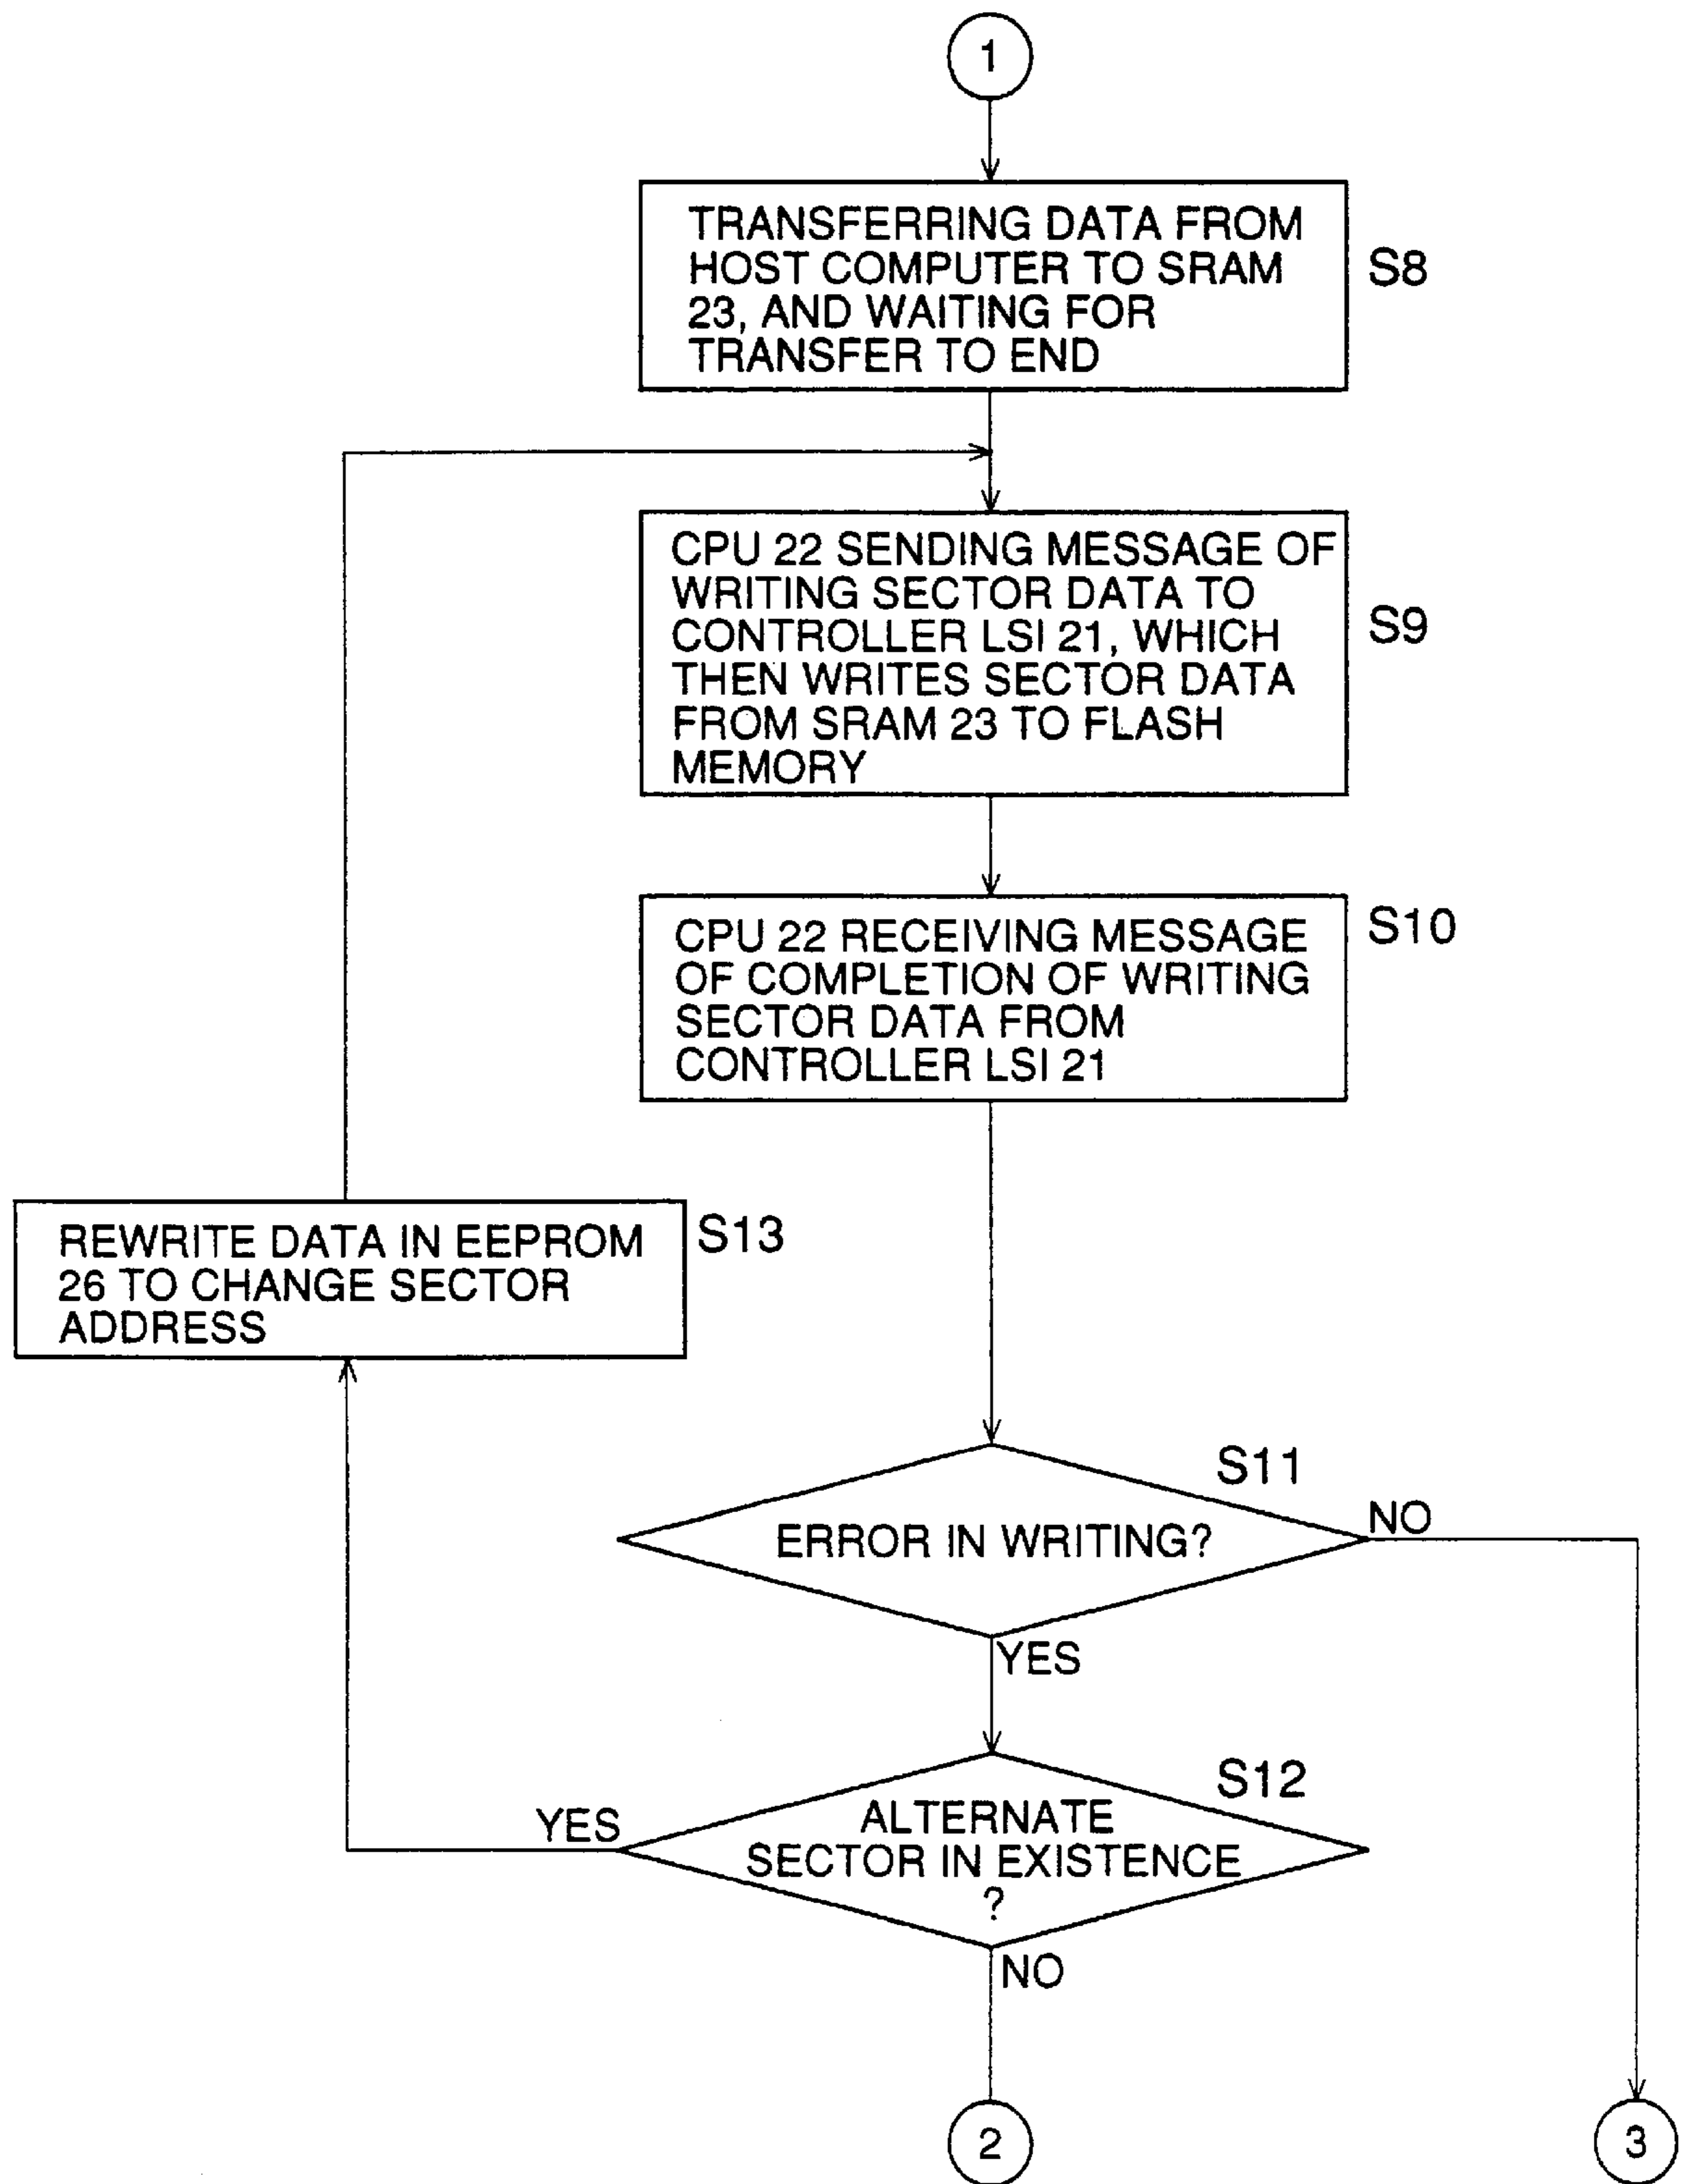 1
TRANSFERRING DATA FROM
HOST COMPUTER TO SRAM
23, AND WAITING FOR
TRANSFER TO END
S8
CPU 22 SENDING MESSAGE OF
WRITING SECTOR DATA TO
CONTROLLER LSI 21, WHICH
THEN WRITES SECTOR DATA
FROM SRAM 23 TO FLASH
MEMORY
S9
CPU 22 RECEIVING MESSAGE
OF COMPLETION OF WRITING
SECTOR DATA FROM
CONTROLLER LSI 21
S10
REWRITE DATA IN EEPROM
26 TO CHANGE SECTOR
ADDRESS
S13
S11
ERROR IN WRITING?
NO
YES
S12
YES
ALTERNATE
SECTOR IN EXISTENCE
?
NO
2
3